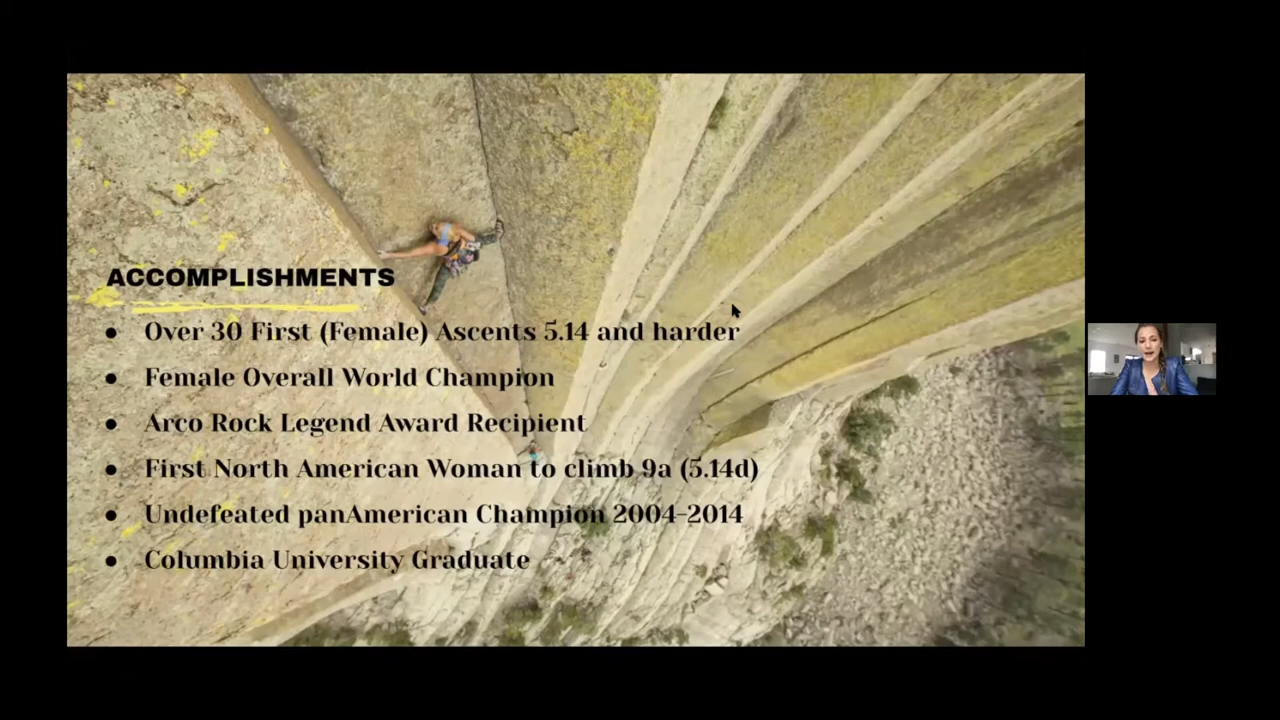 ACCOMPLISHMENTS
● Over 30 First (Female) Ascents 5.14 and harder
● Female Overall World Champion
● Arco Rock Legend Award Recipient
● First North American Woman to climb 9a (5.14d)
● Undefeated panAmerican Champion 2004-2014
● Columbia University Graduate